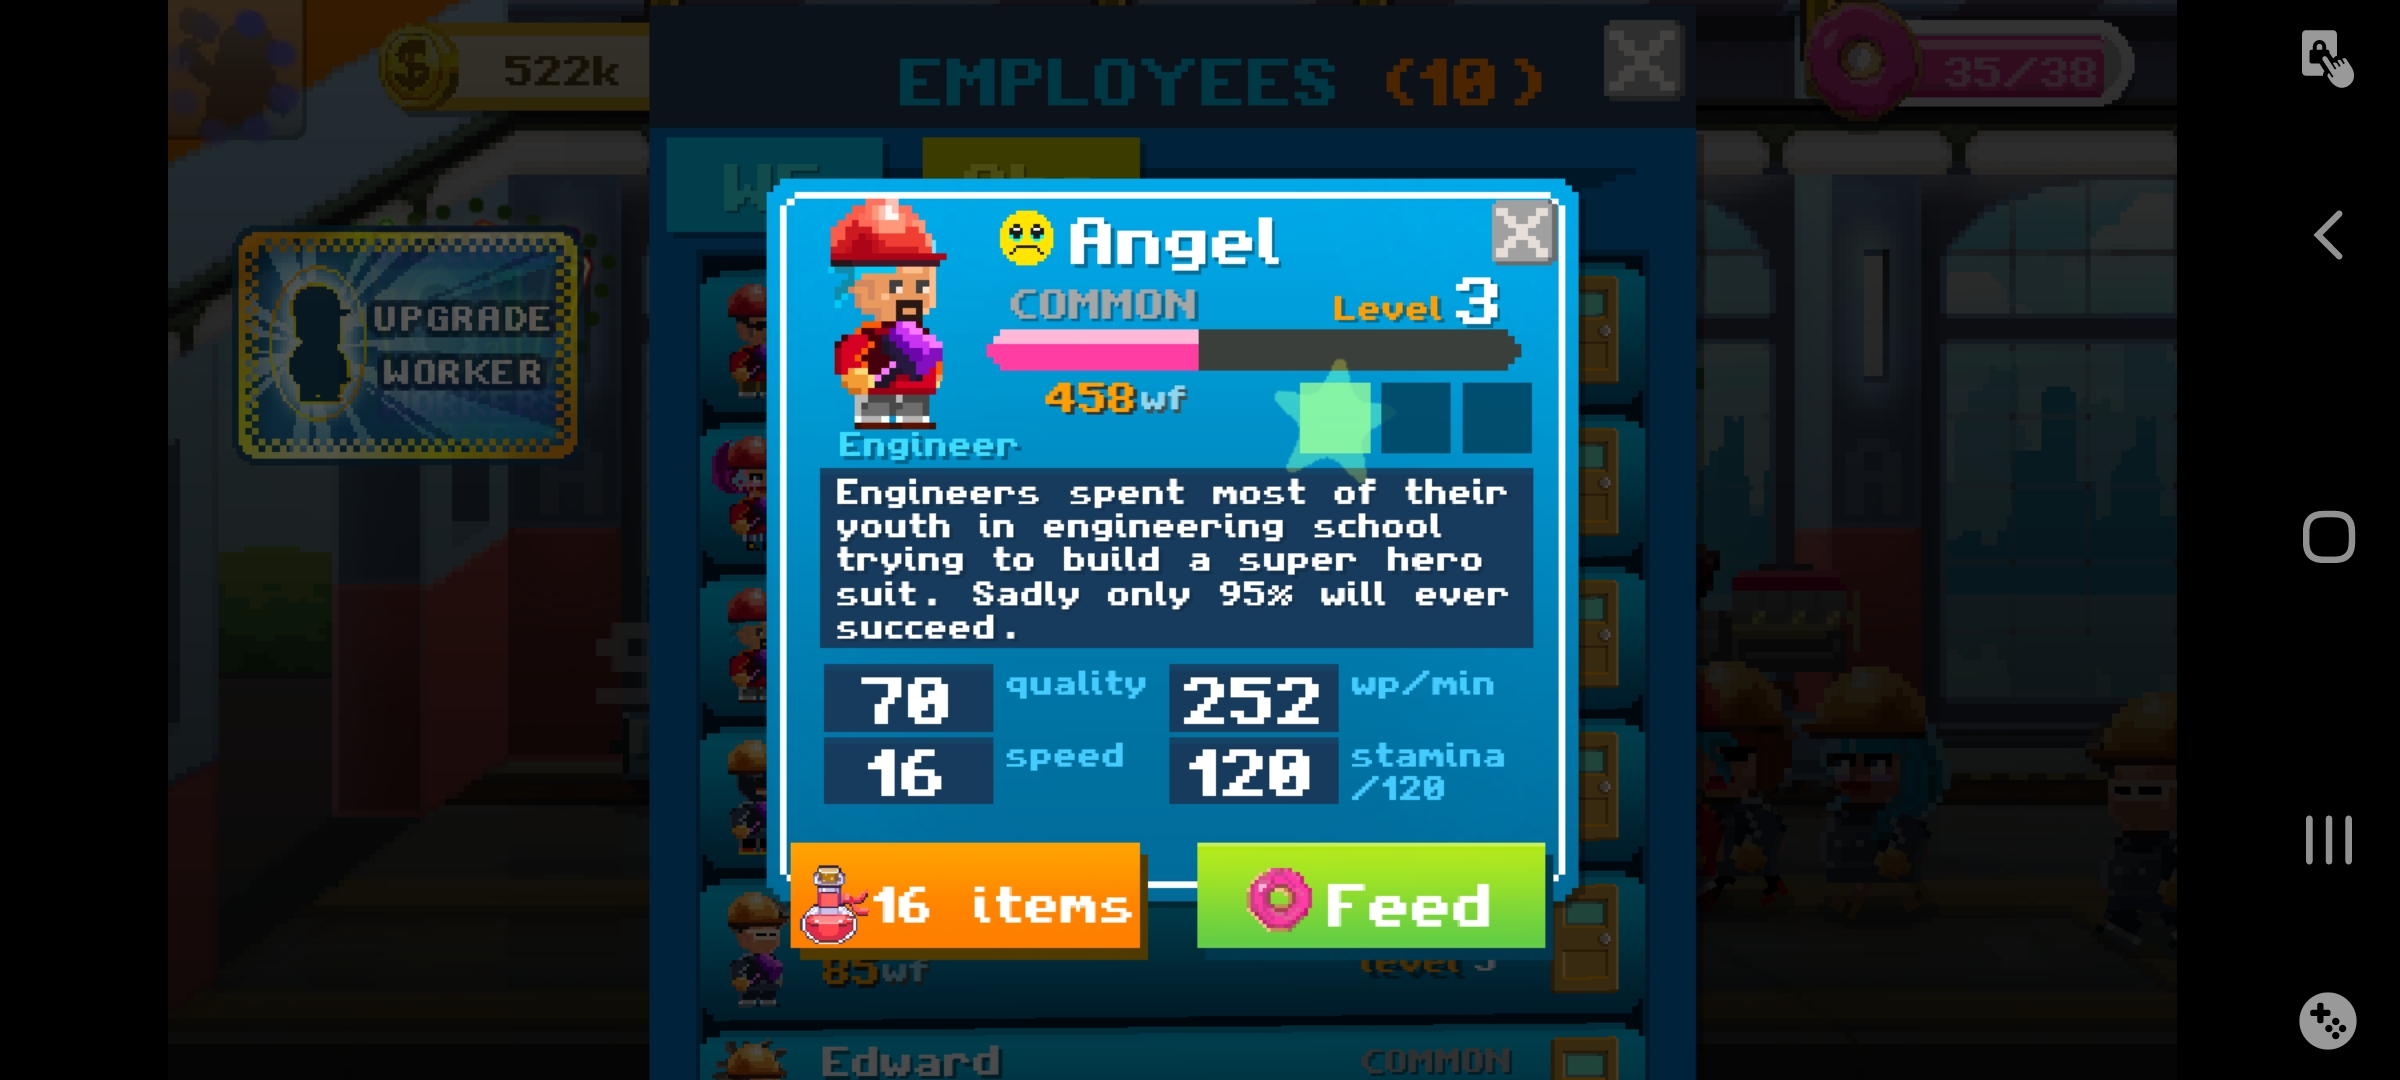 522k
EMPLOYEES (10)
35/38
UPGRADE
WORKER
Angel
COMMON
Level 3
458wf
Engineer
Engineers spent most of their
youth in engineering school
trying to build a super hero
suit. Sadly only 95% will ever
succeed.
70 quality 252 wp/min
16 speed 120 stamina
/120
16 items
Feed
85wf
level 3
Edward COMMON